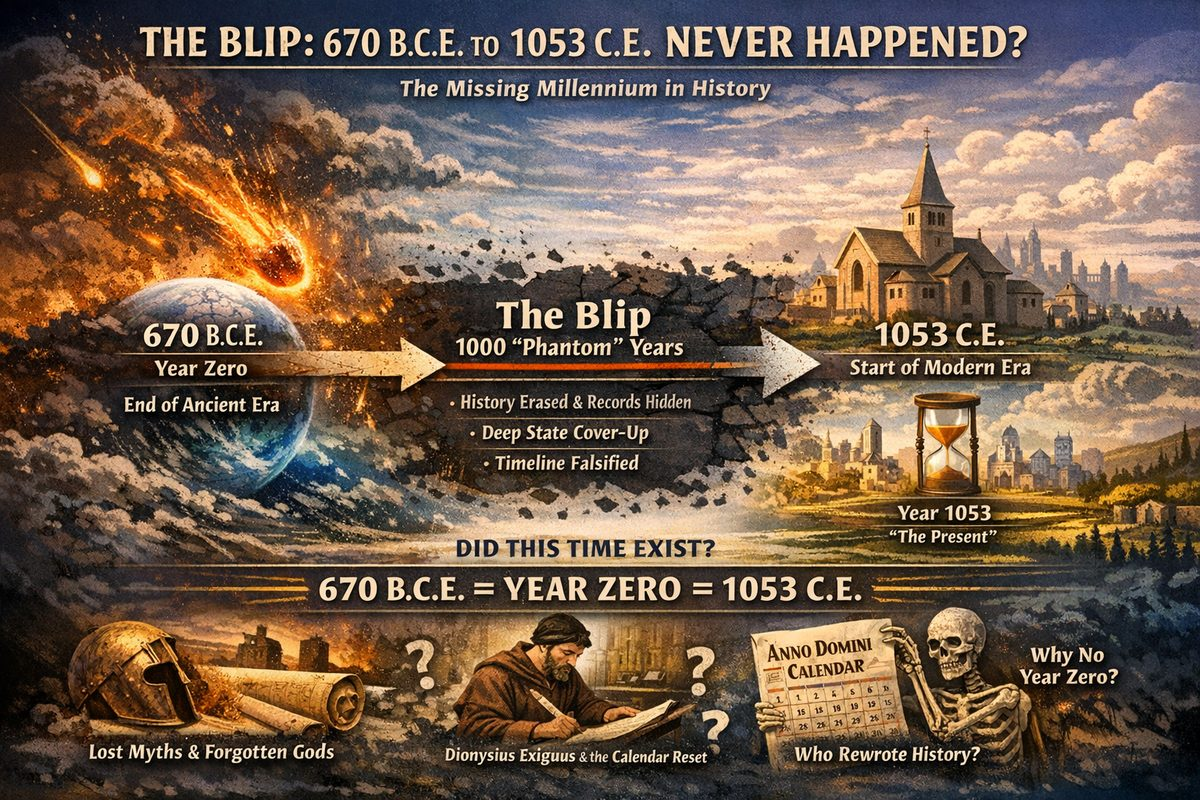 THE BLIP: 670 B.C.E. TO 1053 C.E. NEVER HAPPENED?
The Missing Millennium in History
670 B.C.E.
Year Zero
End of Ancient Era
The Blip
1000 “Phantom” Years
• History Erased & Records Hidden
• Deep State Cover-Up
• Timeline Falsified
1053 C.E.
Start of Modern Era
Year 1053
“The Present”
DID THIS TIME EXIST?
670 B.C.E. = YEAR ZERO = 1053 C.E.
?
Lost Myths & Forgotten Gods
?
?
Dionysius Exiguus & the Calendar Reset
ANNO DOMINI
CALENDAR
Who Rewrote History?
Why No
Year Zero?